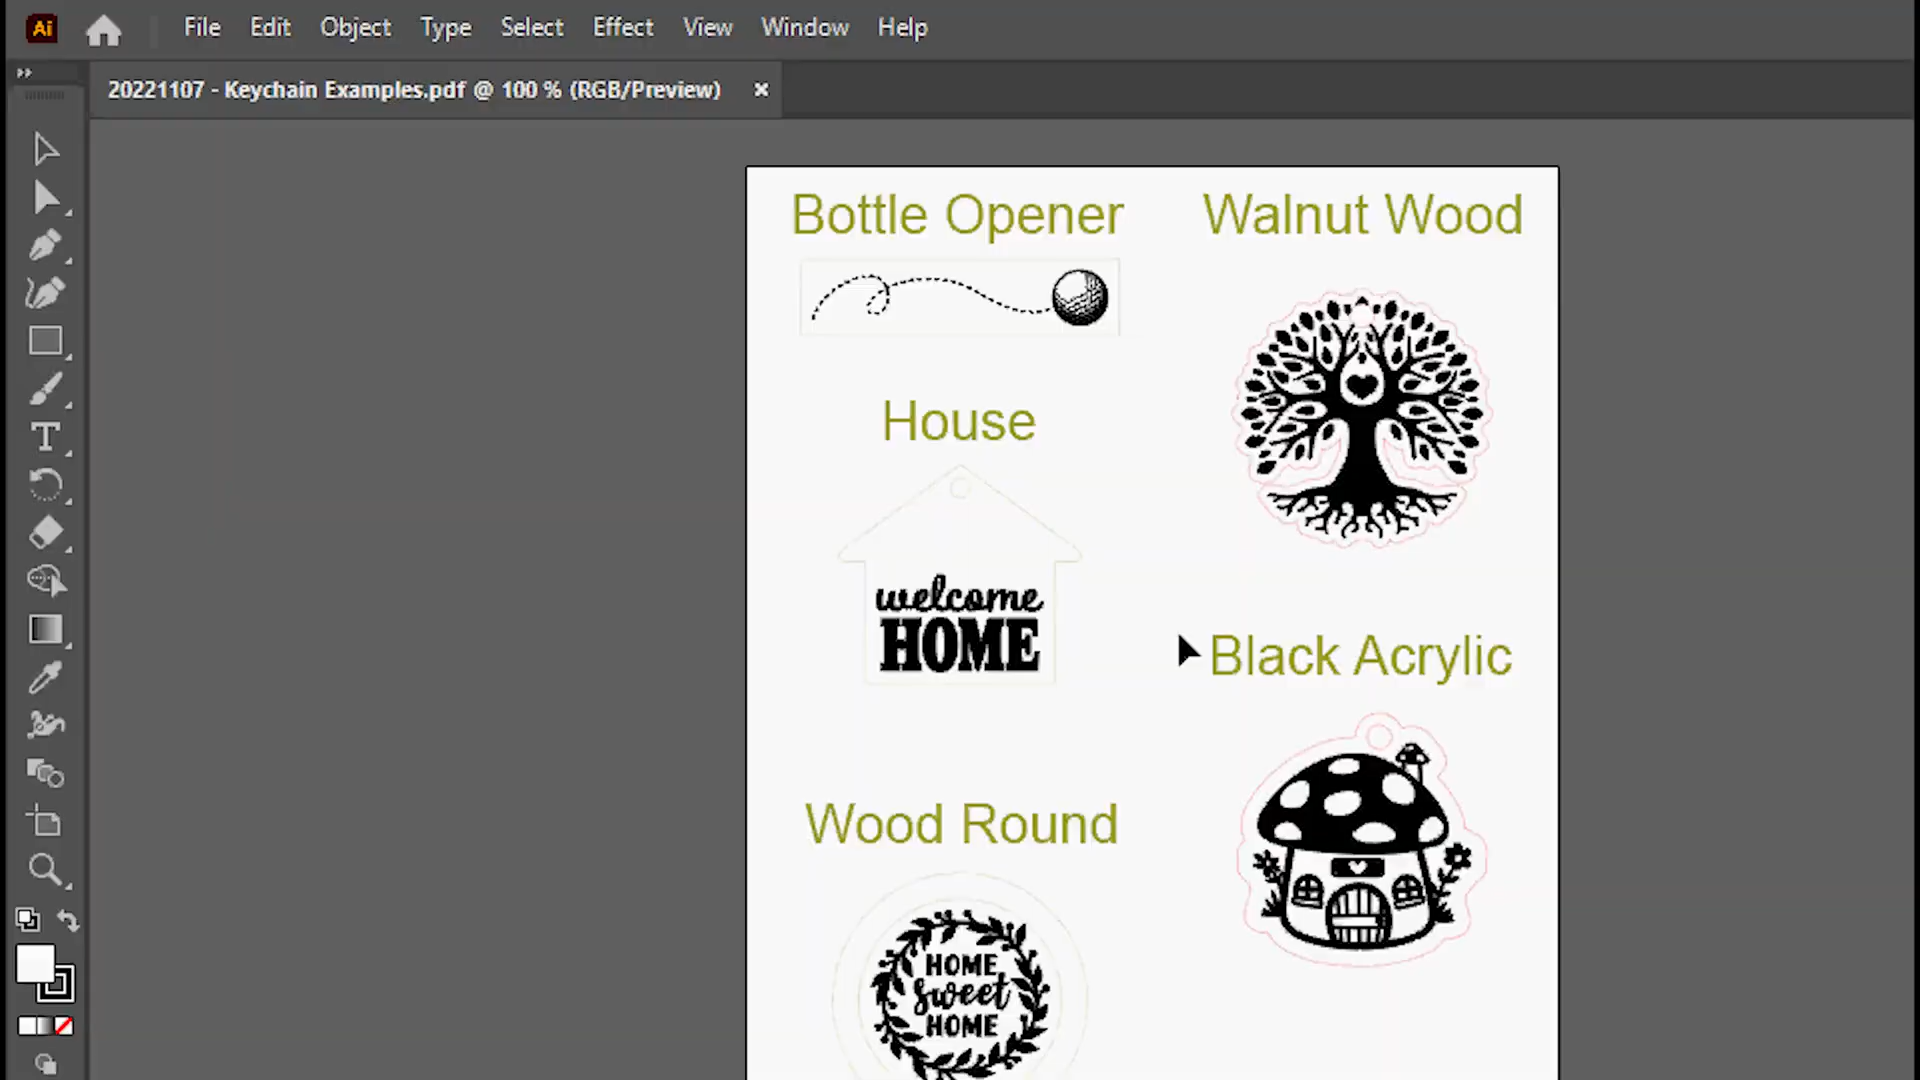 Ai
File Edit Object Type Select Effect View Window Help
20221107 - Keychain Examples.pdf @ 100 % (RGB/Preview)
Bottle Opener
Walnut Wood
House
welcome
HOME
Black Acrylic
Wood Round
HOME
sweet
HOME